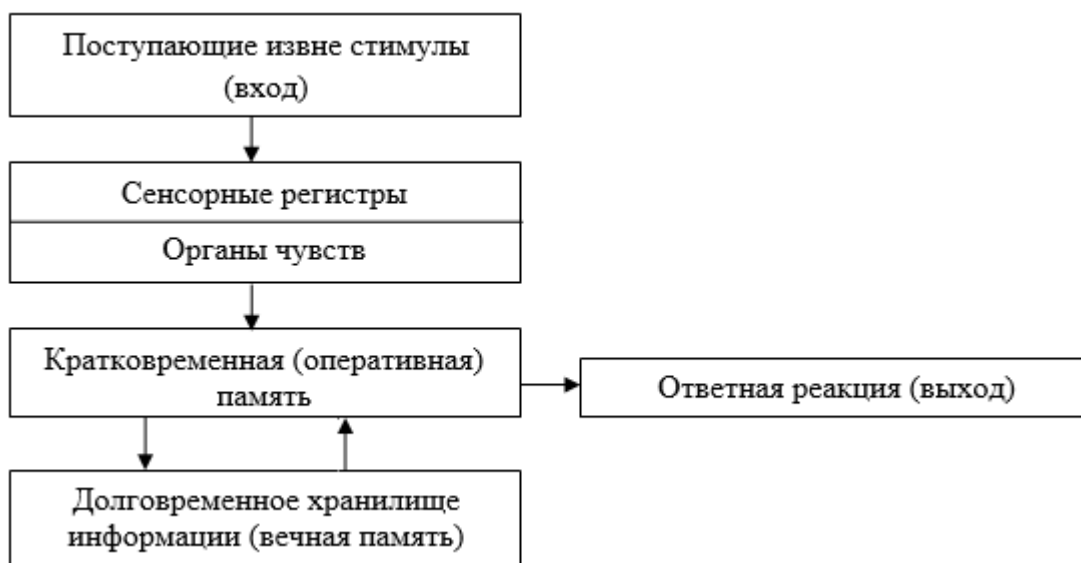 Поступающие извне стимулы
(вход)
Сенсорные регистры
Органы чувств
Кратковременная (оперативная)
память
Ответная реакция (выход)
Долговременное хранилище
информации (вечная память)